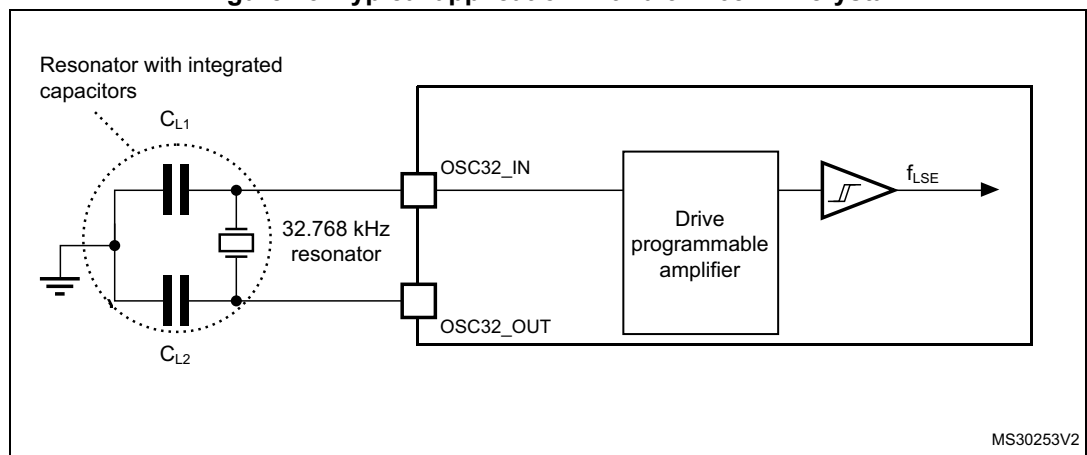 Resonator with integrated
capacitors
CL1
OSC32_IN
fLSE
32.768 kHz
resonator
Drive
programmable
amplifier
OSC32_OUT
CL2
MS30253V2